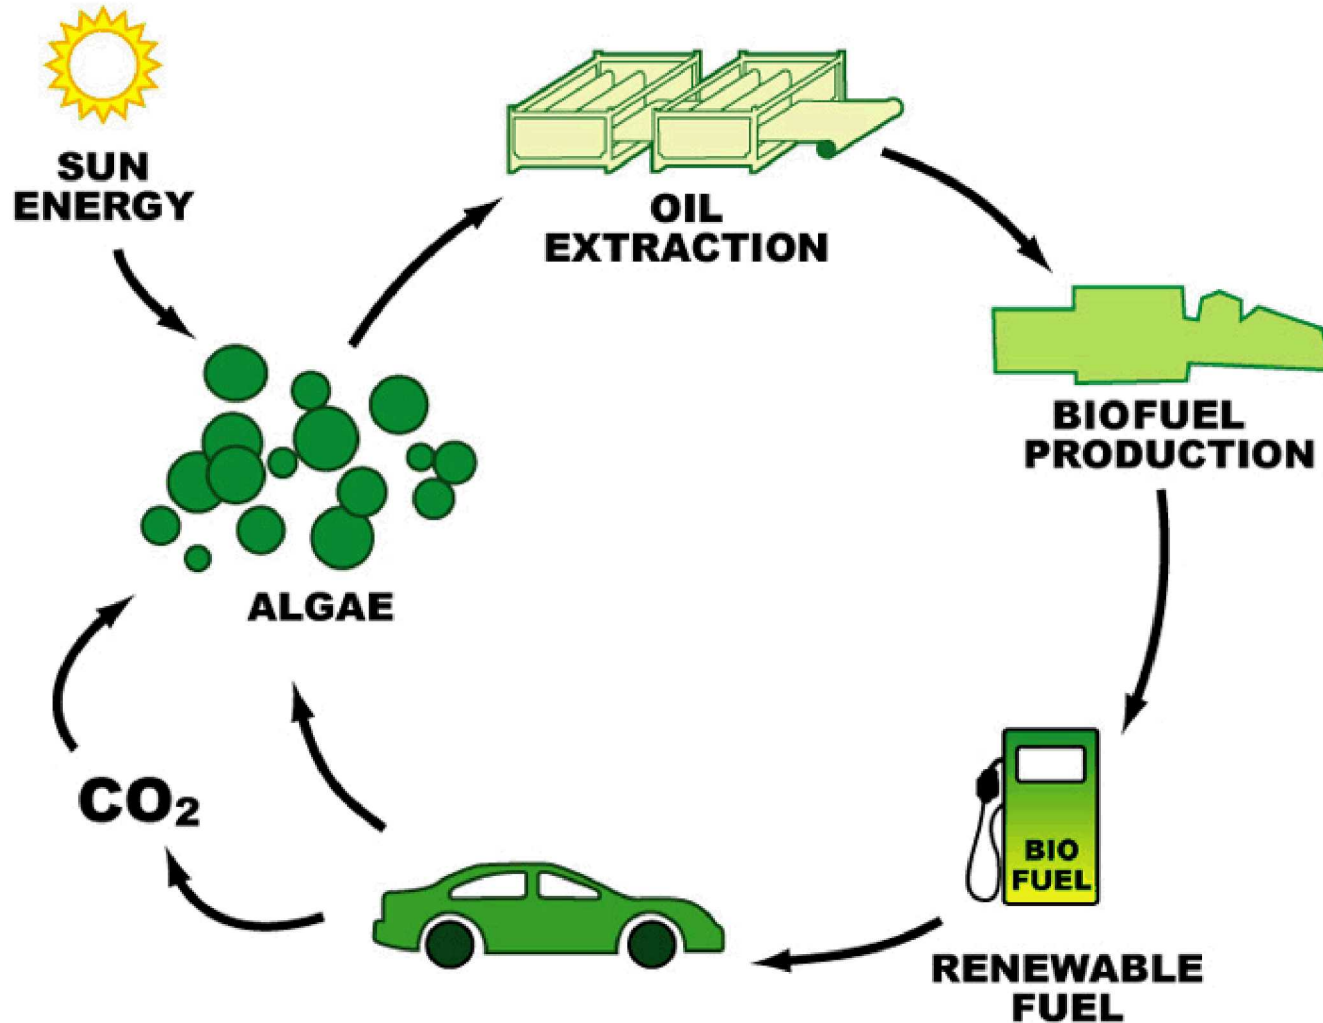 SUN
ENERGY
OIL
EXTRACTION
BIOFUEL
PRODUCTION
ALGAE
CO₂
BIO
FUEL
RENEWABLE
FUEL